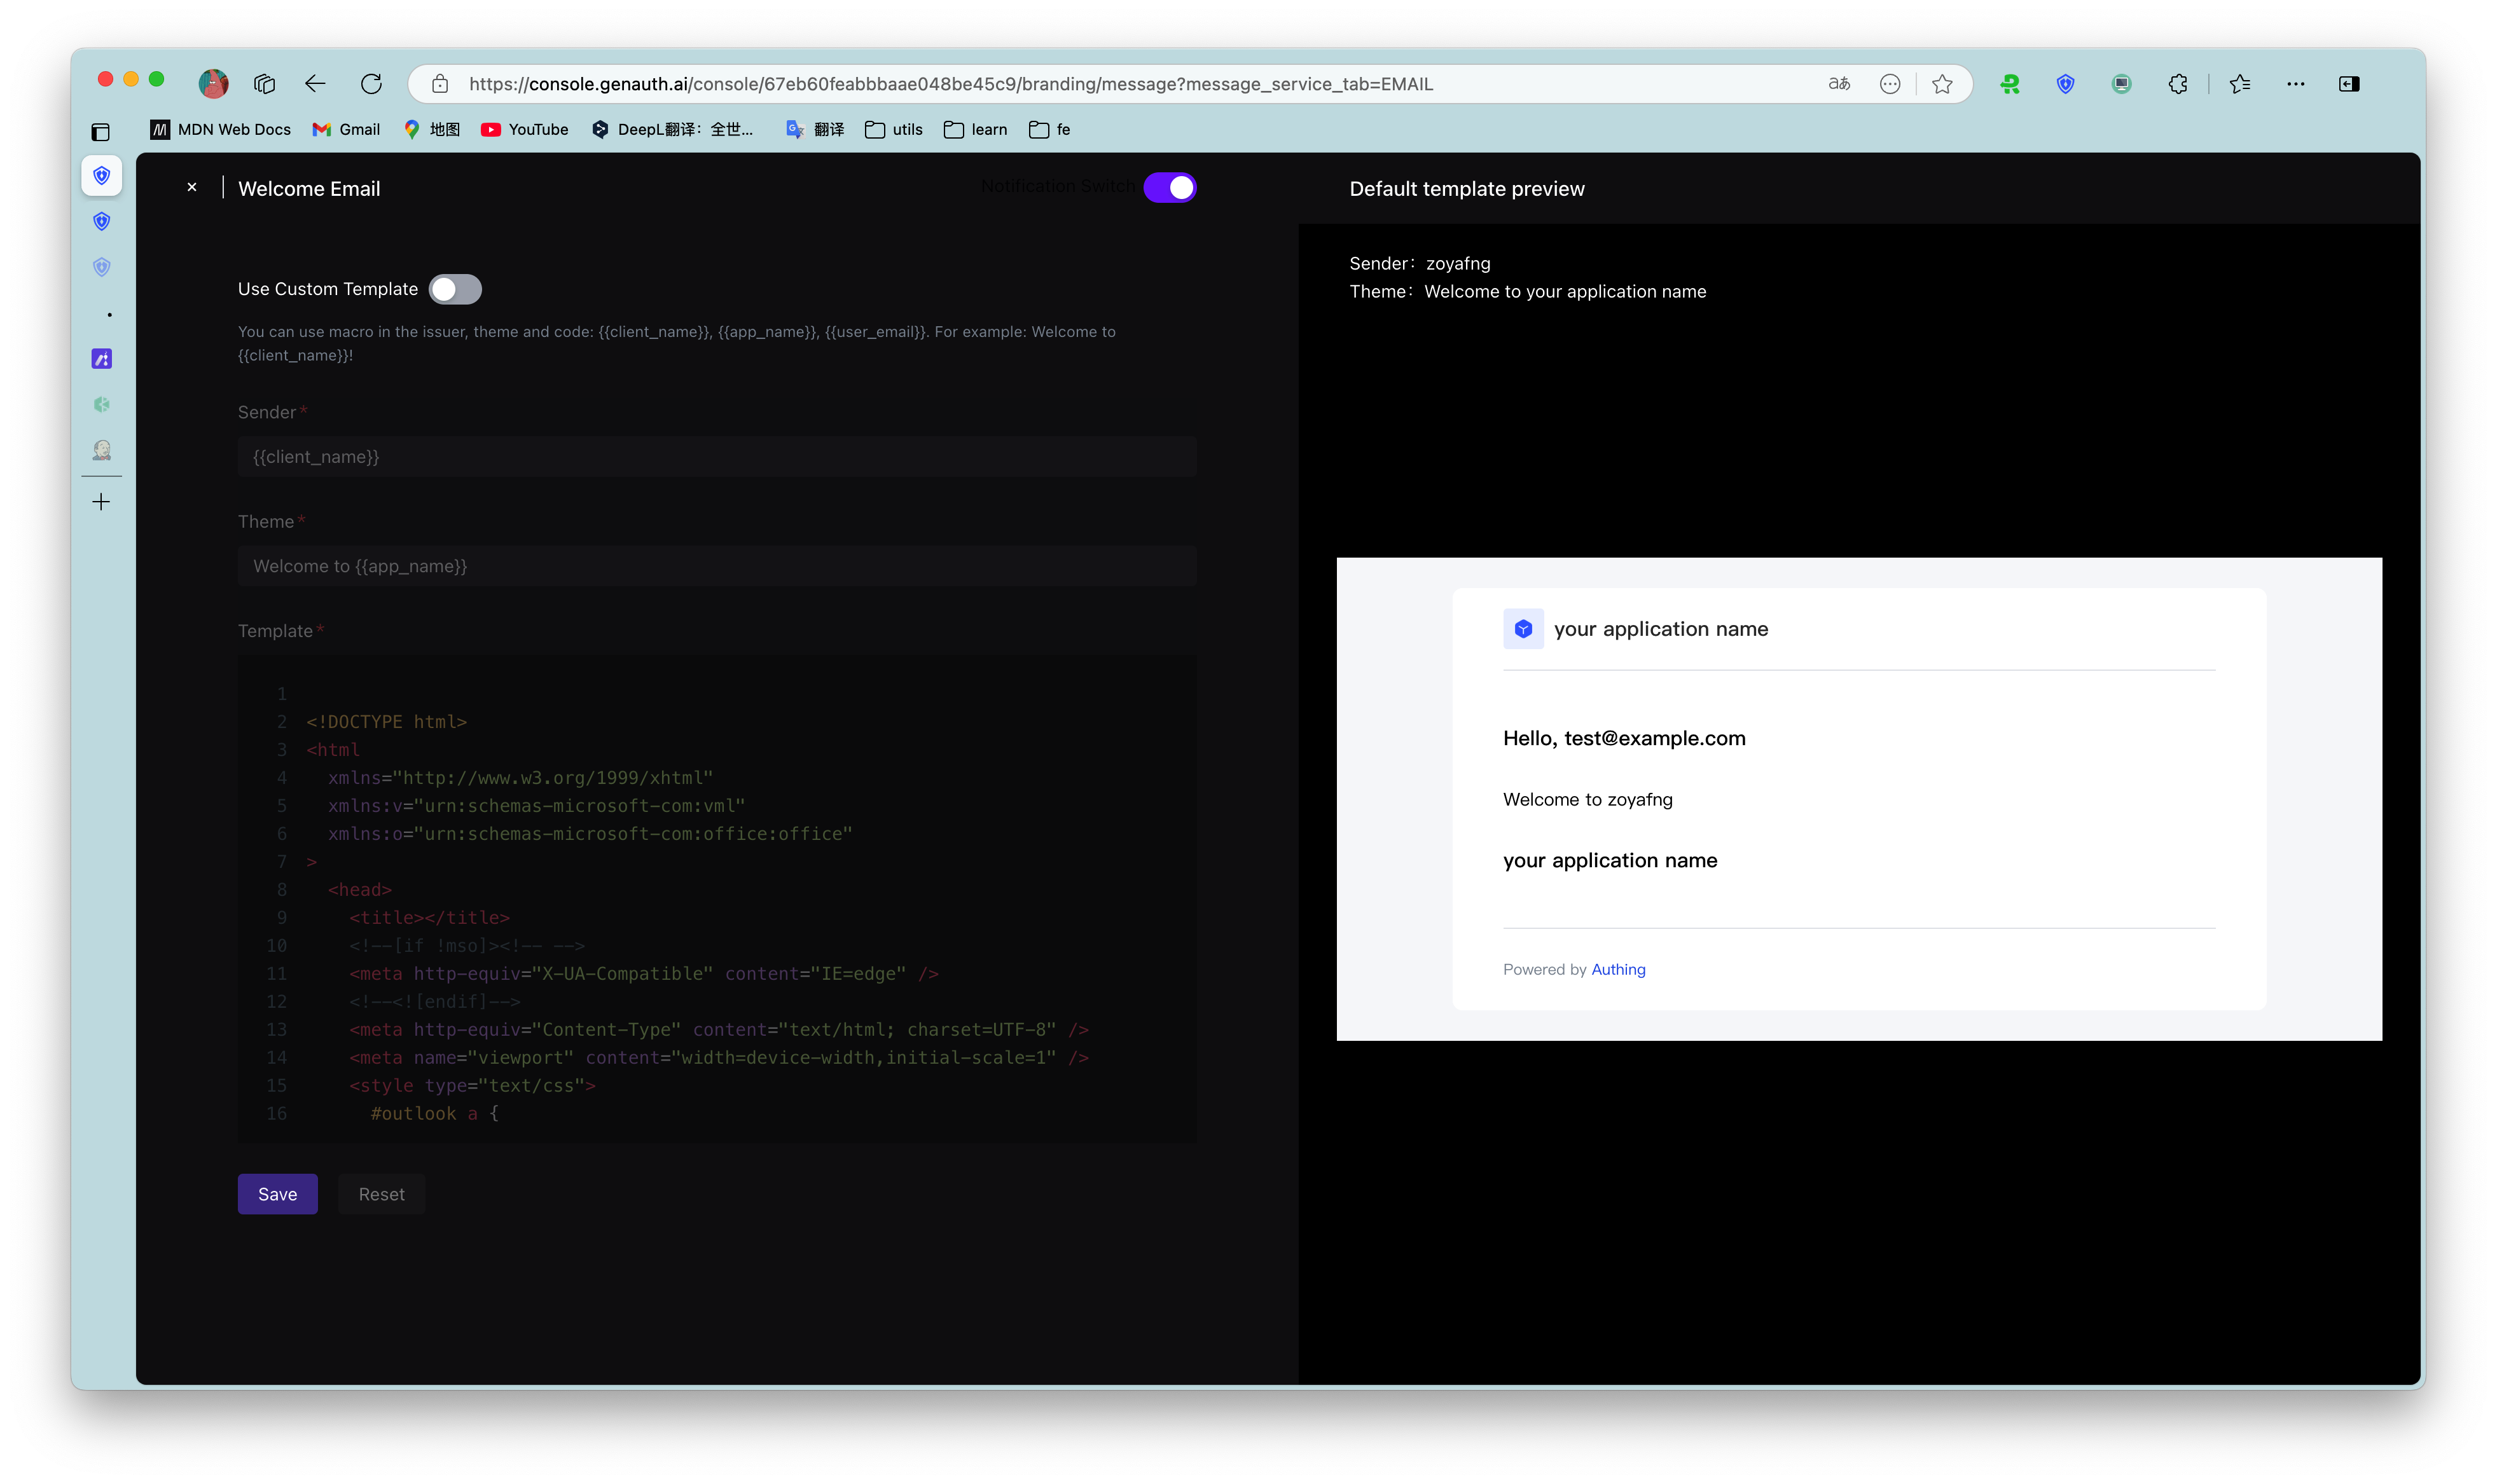 https://console.genauth.ai/console/67eb60feabbbaae048be45c9/branding/message?message_service_tab=EMAIL
MDN Web Docs
Gmail
地图
YouTube
DeepL翻译：全世...
翻译
utils
learn
fe
Welcome Email
Notification Switch
Default template preview
Use Custom Template
You can use macro in the issuer, theme and code: {{client_name}}, {{app_name}}, {{user_email}}. For example: Welcome to
{{client_name}}!
Sender*
{{client_name}}
Theme*
Welcome to {{app_name}}
Template*
1
2 <!DOCTYPE html>
3 <html
4 xmlns="http://www.w3.org/1999/xhtml"
5 xmlns:v="urn:schemas-microsoft-com:vml"
6 xmlns:o="urn:schemas-microsoft-com:office:office"
7 >
8 <head>
9 <title></title>
10 <!--[if !mso]><!-- -->
11 <meta http-equiv="X-UA-Compatible" content="IE=edge" />
12 <!--<![endif]-->
13 <meta http-equiv="Content-Type" content="text/html; charset=UTF-8" />
14 <meta name="viewport" content="width=device-width,initial-scale=1" />
15 <style type="text/css">
16 #outlook a {
Save
Reset
Sender：zoyafng
Theme：Welcome to your application name
your application name
Hello, test@example.com
Welcome to zoyafng
your application name
Powered by Authing